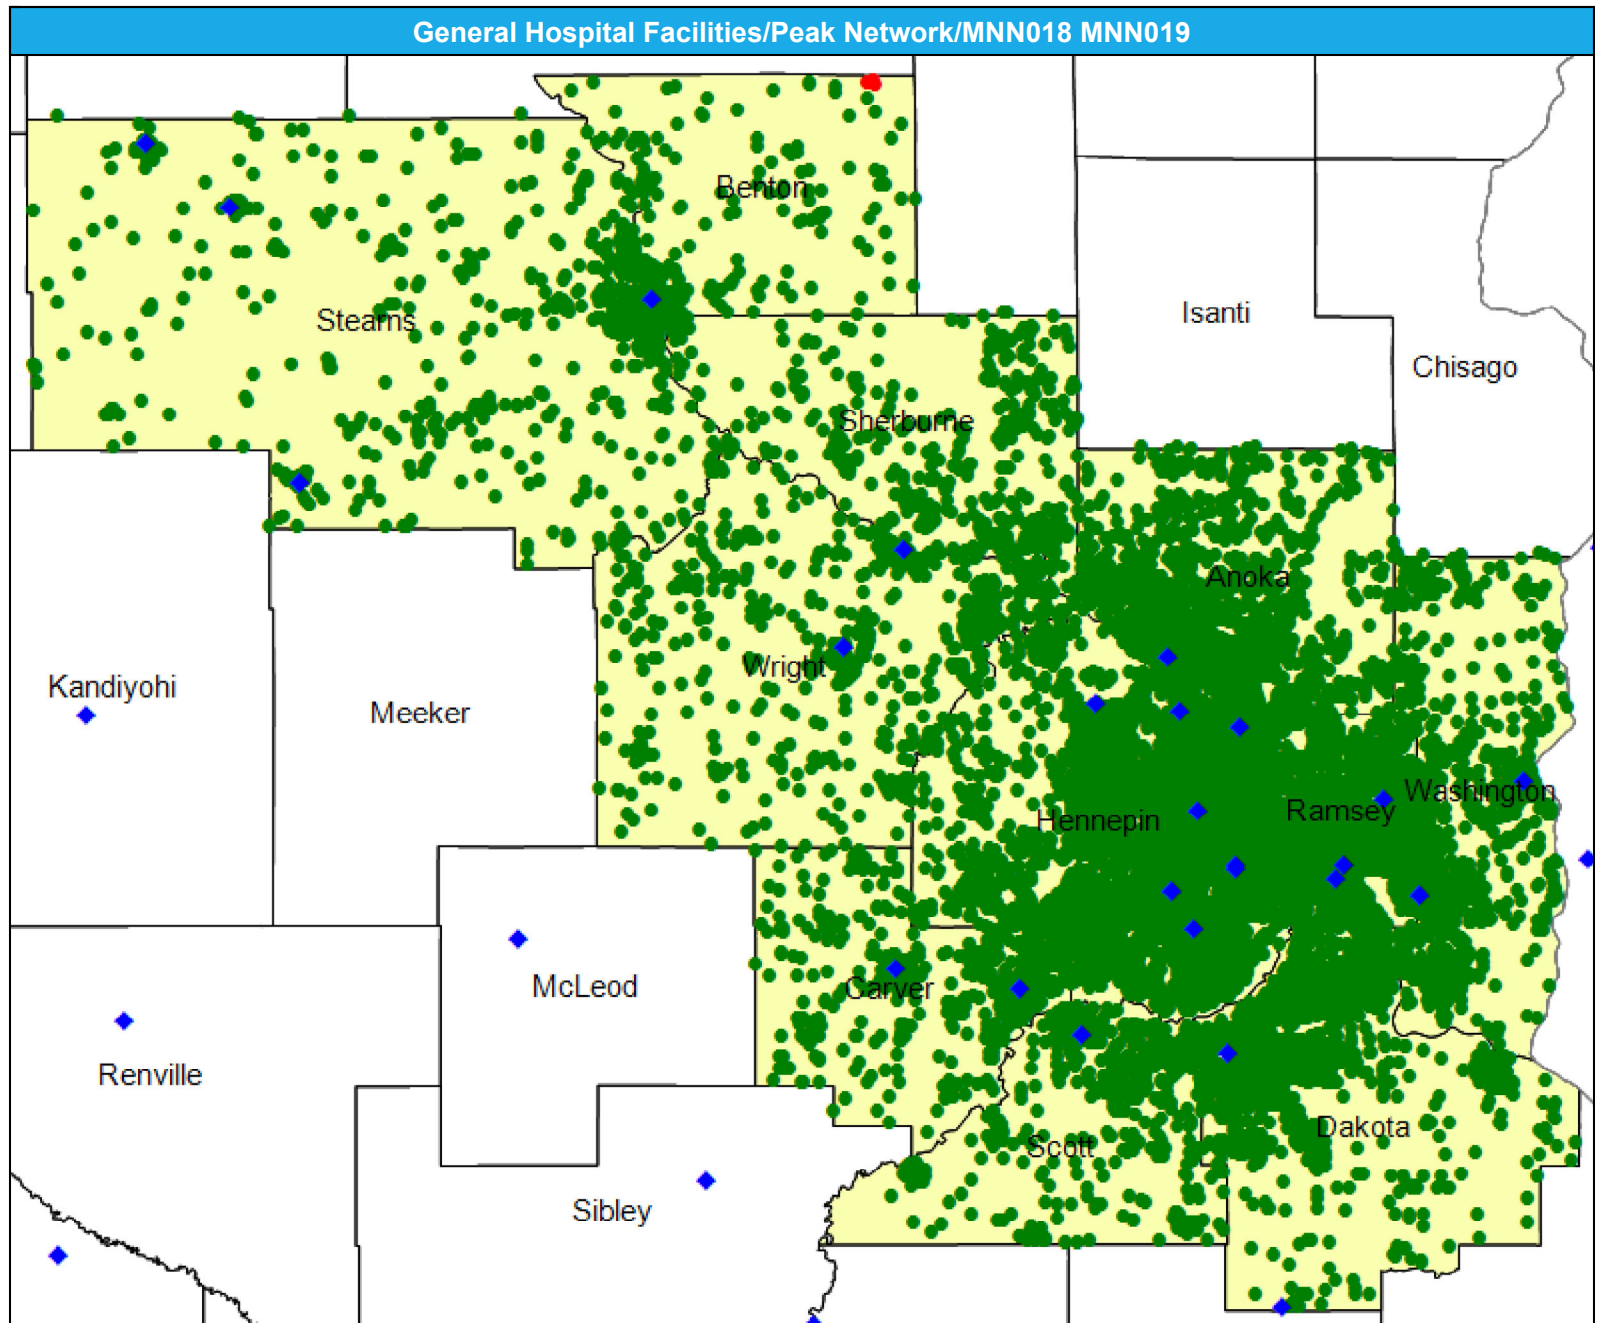 General Hospital Facilities/Peak Network/MNN018 MNN019
Benton
Isanti
Stearns
Chisago
Sherburne
Anoka
Wright
Kandiyohi
Meeker
Washington
Ramsey
Hennepin
McLeod
Carver
Renville
Dakota
Scott
Sibley